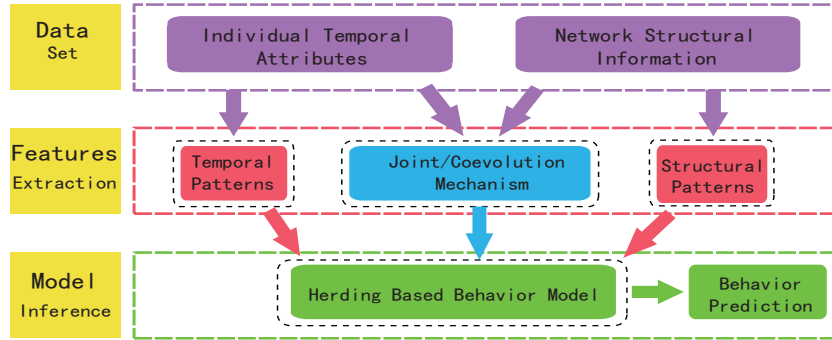 Data
Set
Individual Temporal
Attributes
Network Structural
Information
Features
Extraction
Temporal
Patterns
Joint/Coevolution
Mechanism
Structural
Patterns
Model
Inference
Herding Based Behavior Model
Behavior
Prediction